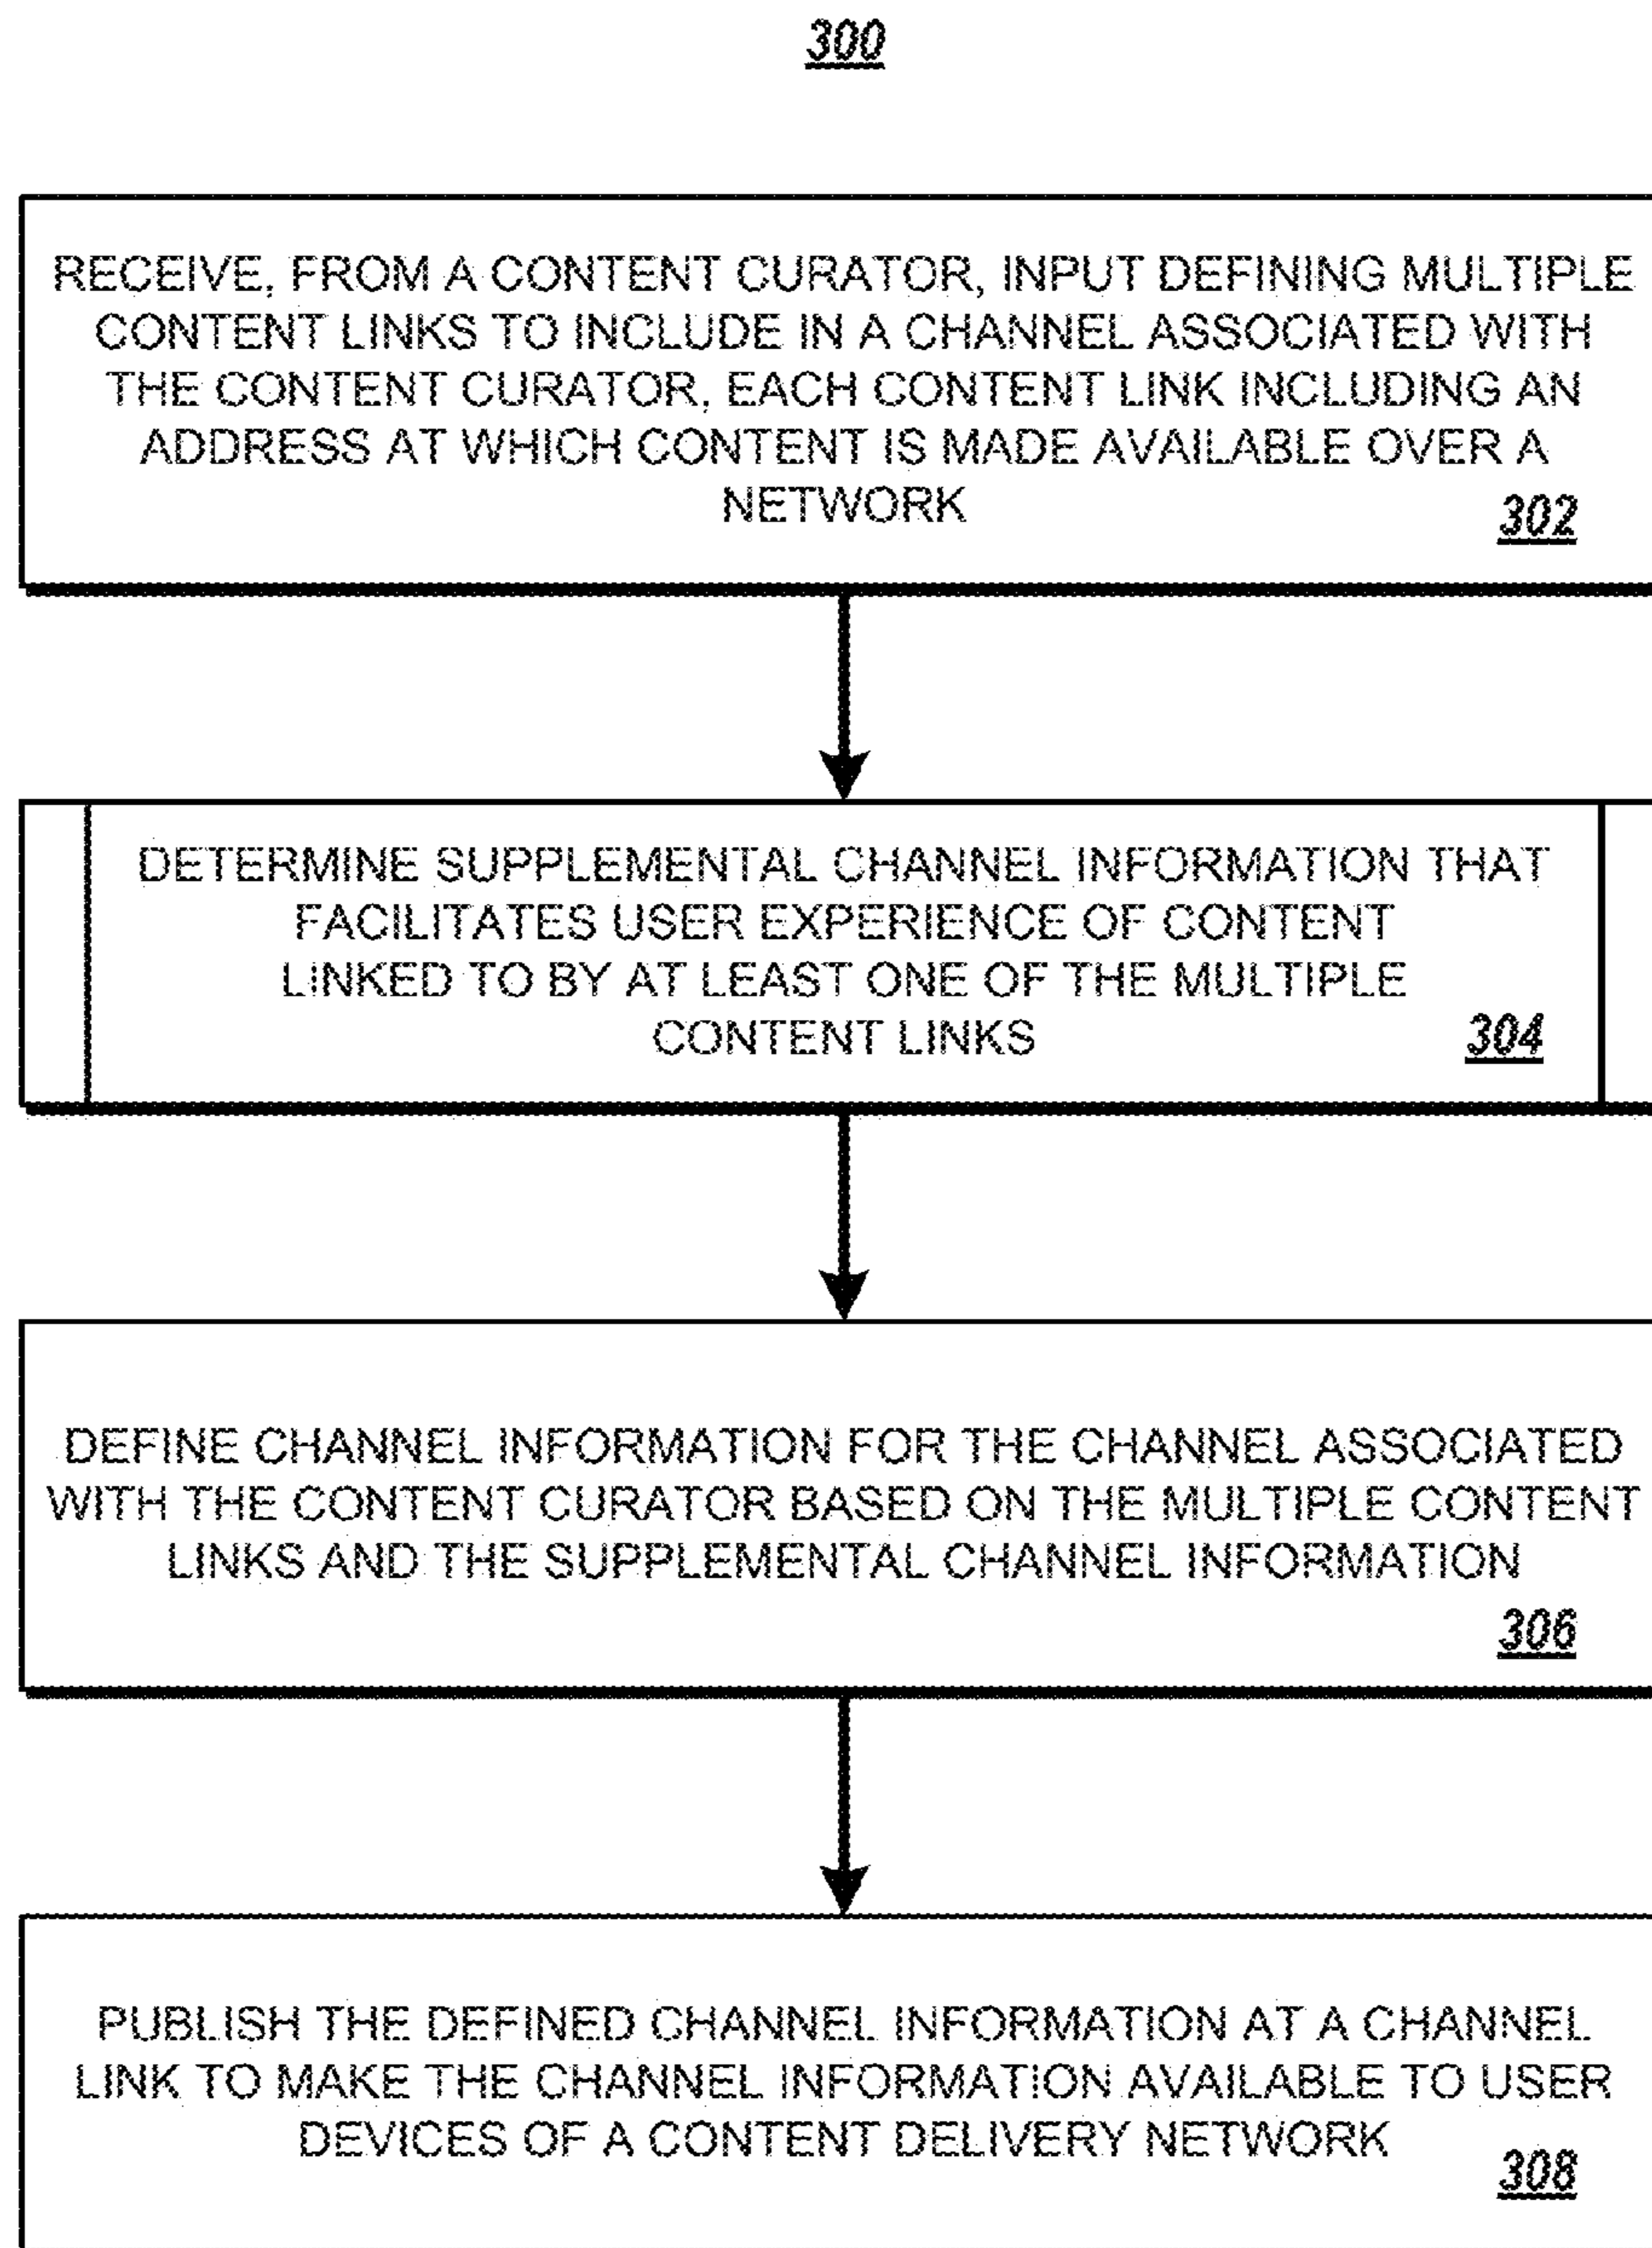 300
RECEIVE, FROM A CONTENT CURATOR, INPUT DEFINING MULTIPLE
CONTENT LINKS TO INCLUDE IN A CHANNEL ASSOCIATED WITH
THE CONTENT CURATOR, EACH CONTENT LINK INCLUDING AN
ADDRESS AT WHICH CONTENT IS MADE AVAILABLE OVER A
NETWORK
302
DETERMINE SUPPLEMENTAL CHANNEL INFORMATION THAT
FACILITATES USER EXPERIENCE OF CONTENT
LINKED TO BY AT LEAST ONE OF THE MULTIPLE
CONTENT LINKS
304
DEFINE CHANNEL INFORMATION FOR THE CHANNEL ASSOCIATED
WITH THE CONTENT CURATOR BASED ON THE MULTIPLE CONTENT
LINKS AND THE SUPPLEMENTAL CHANNEL INFORMATION
306
PUBLISH THE DEFINED CHANNEL INFORMATION AT A CHANNEL
LINK TO MAKE THE CHANNEL INFORMATION AVAILABLE TO USER
DEVICES OF A CONTENT DELIVERY NETWORK
308